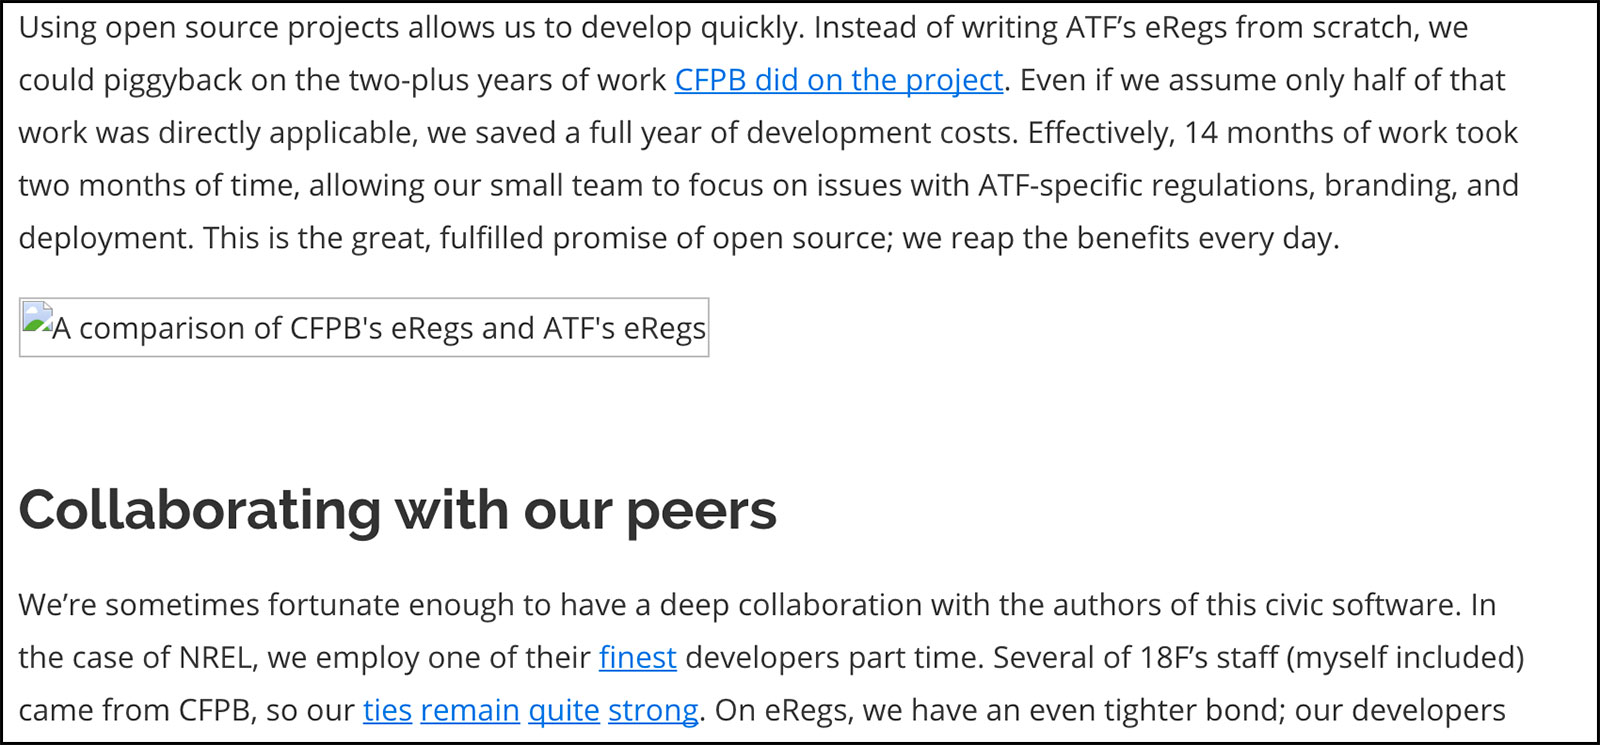 Using open source projects allows us to develop quickly. Instead of writing ATF’s eRegs from scratch, we
could piggyback on the two-plus years of work CFPB did on the project. Even if we assume only half of that
work was directly applicable, we saved a full year of development costs. Effectively, 14 months of work took
two months of time, allowing our small team to focus on issues with ATF-specific regulations, branding, and
deployment. This is the great, fulfilled promise of open source; we reap the benefits every day.
A comparison of CFPB's eRegs and ATF's eRegs
Collaborating with our peers
We’re sometimes fortunate enough to have a deep collaboration with the authors of this civic software. In
the case of NREL, we employ one of their finest developers part time. Several of 18F’s staff (myself included)
came from CFPB, so our ties remain quite strong. On eRegs, we have an even tighter bond; our developers